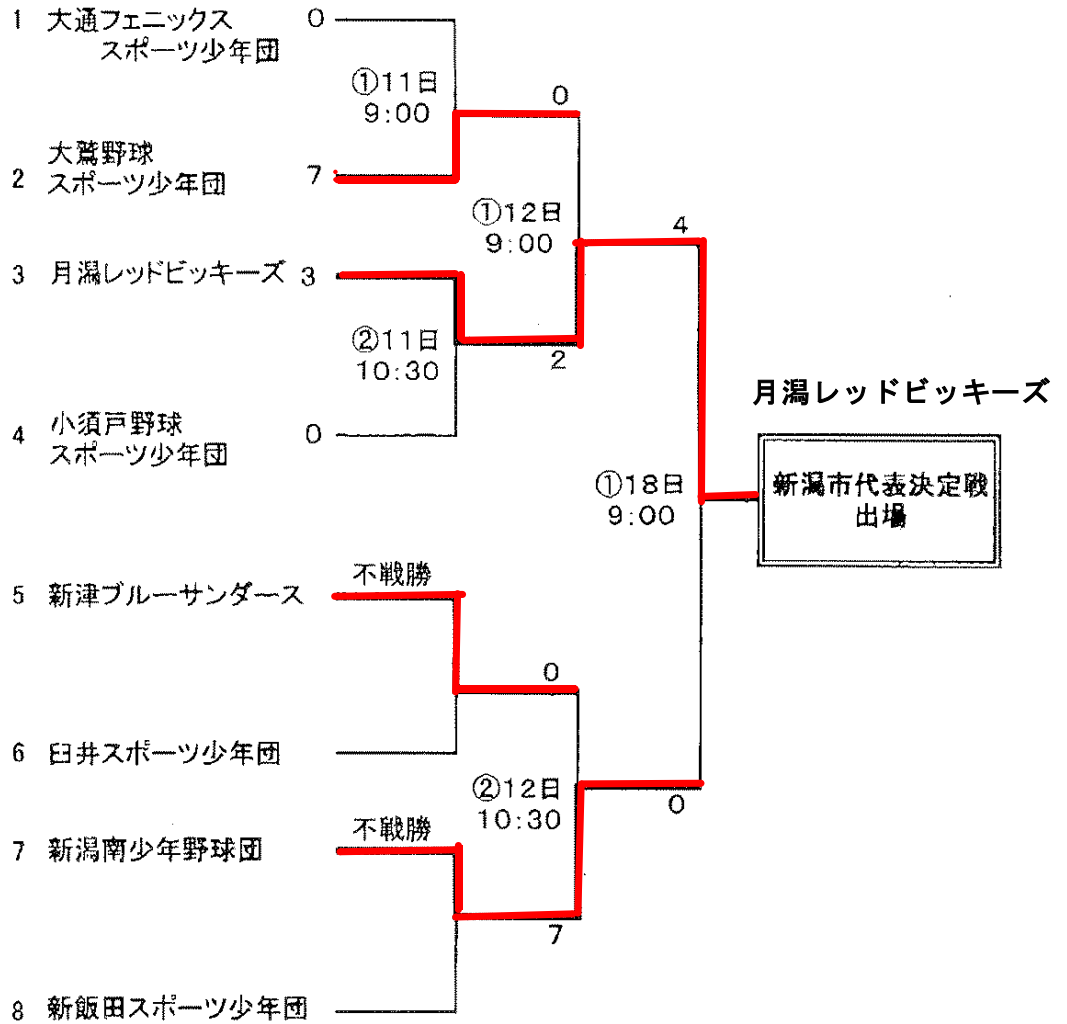 1 大通フェニックス 0
スポーツ少年団
①11日
9:00
0
大鷲野球
2 スポーツ少年団 7
①12日
9:00
4
3 月潟レッドビッキーズ 3
②11日
10:30
2
月潟レッドビッキーズ
4 小須戸野球 0
スポーツ少年団
①18日
9:00
新潟市代表決定戦
出場
不戦勝
5 新津ブルーサンダース
0
6 臼井スポーツ少年団
②12日
10:30
0
不戦勝
7 新潟南少年野球団
7
8 新飯田スポーツ少年団